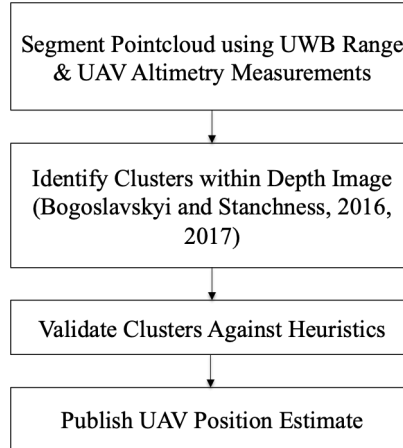 Segment Pointcloud using UWB Range
& UAV Altimetry Measurements
Identify Clusters within Depth Image
(Bogoslavskyi and Stanchness, 2016,
2017)
Validate Clusters Against Heuristics
Publish UAV Position Estimate